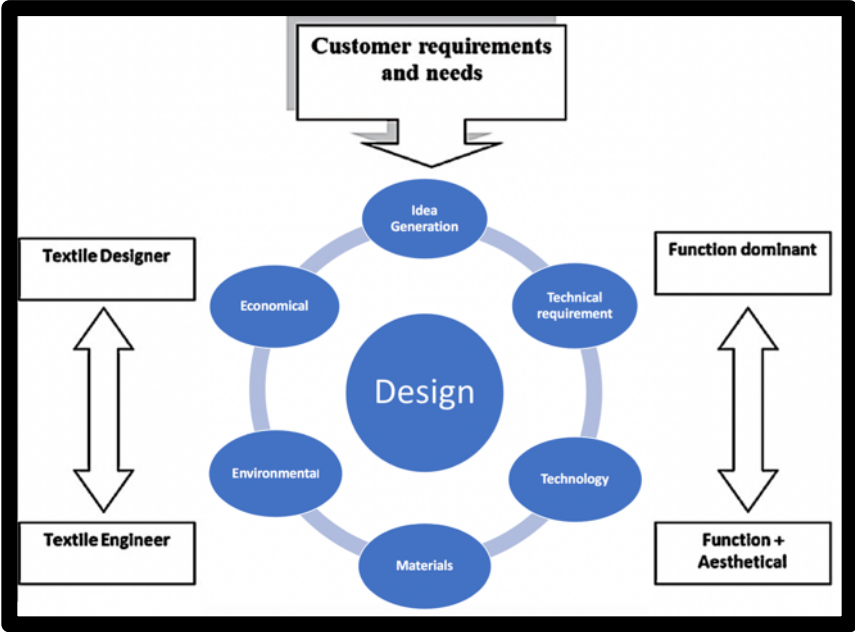 Customer requirements
and needs
Idea
Generation
Textile Designer
Function dominant
Economical
Technical
requirement
Design
Environmental
Technology
Textile Engineer
Function +
Aesthetical
Materials